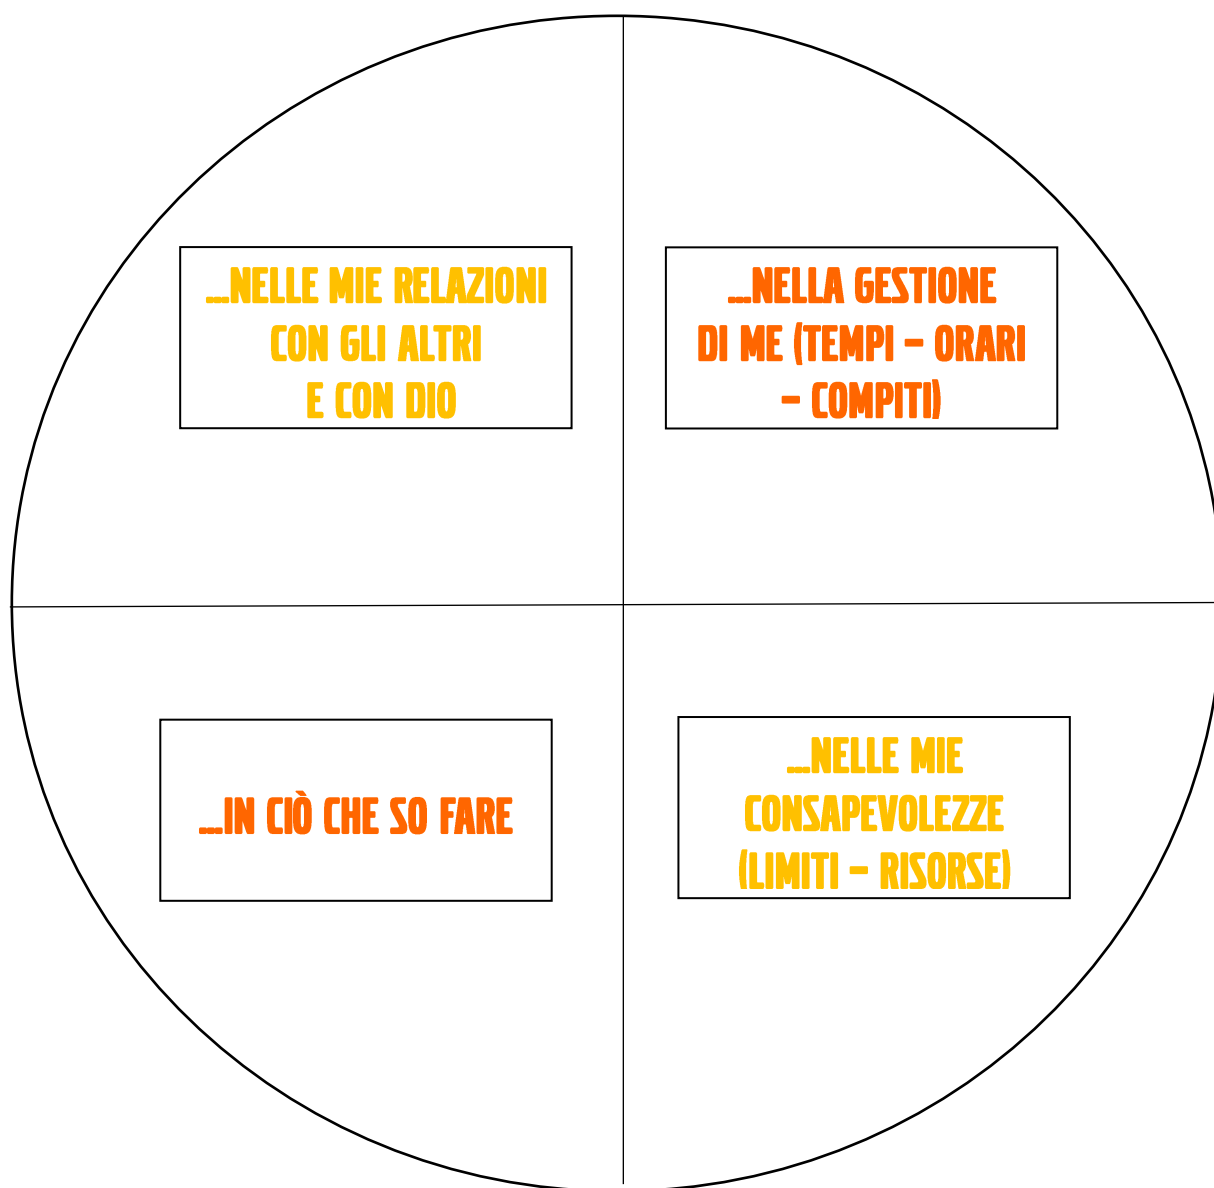 ...NELLE MIE RELAZIONI
CON GLI ALTRI
E CON DIO
...NELLA GESTIONE
DI ME (TEMPI – ORARI
– COMPITI)
...IN CIÒ CHE SO FARE
...NELLE MIE
CONSAPEVOLEZZE
(LIMITI – RISORSE)